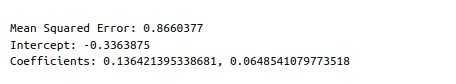 Mean Squared Error: 0.8660377
Intercept: -0.3363875
Coefficients: 0.136421395338681, 0.0648541079773518